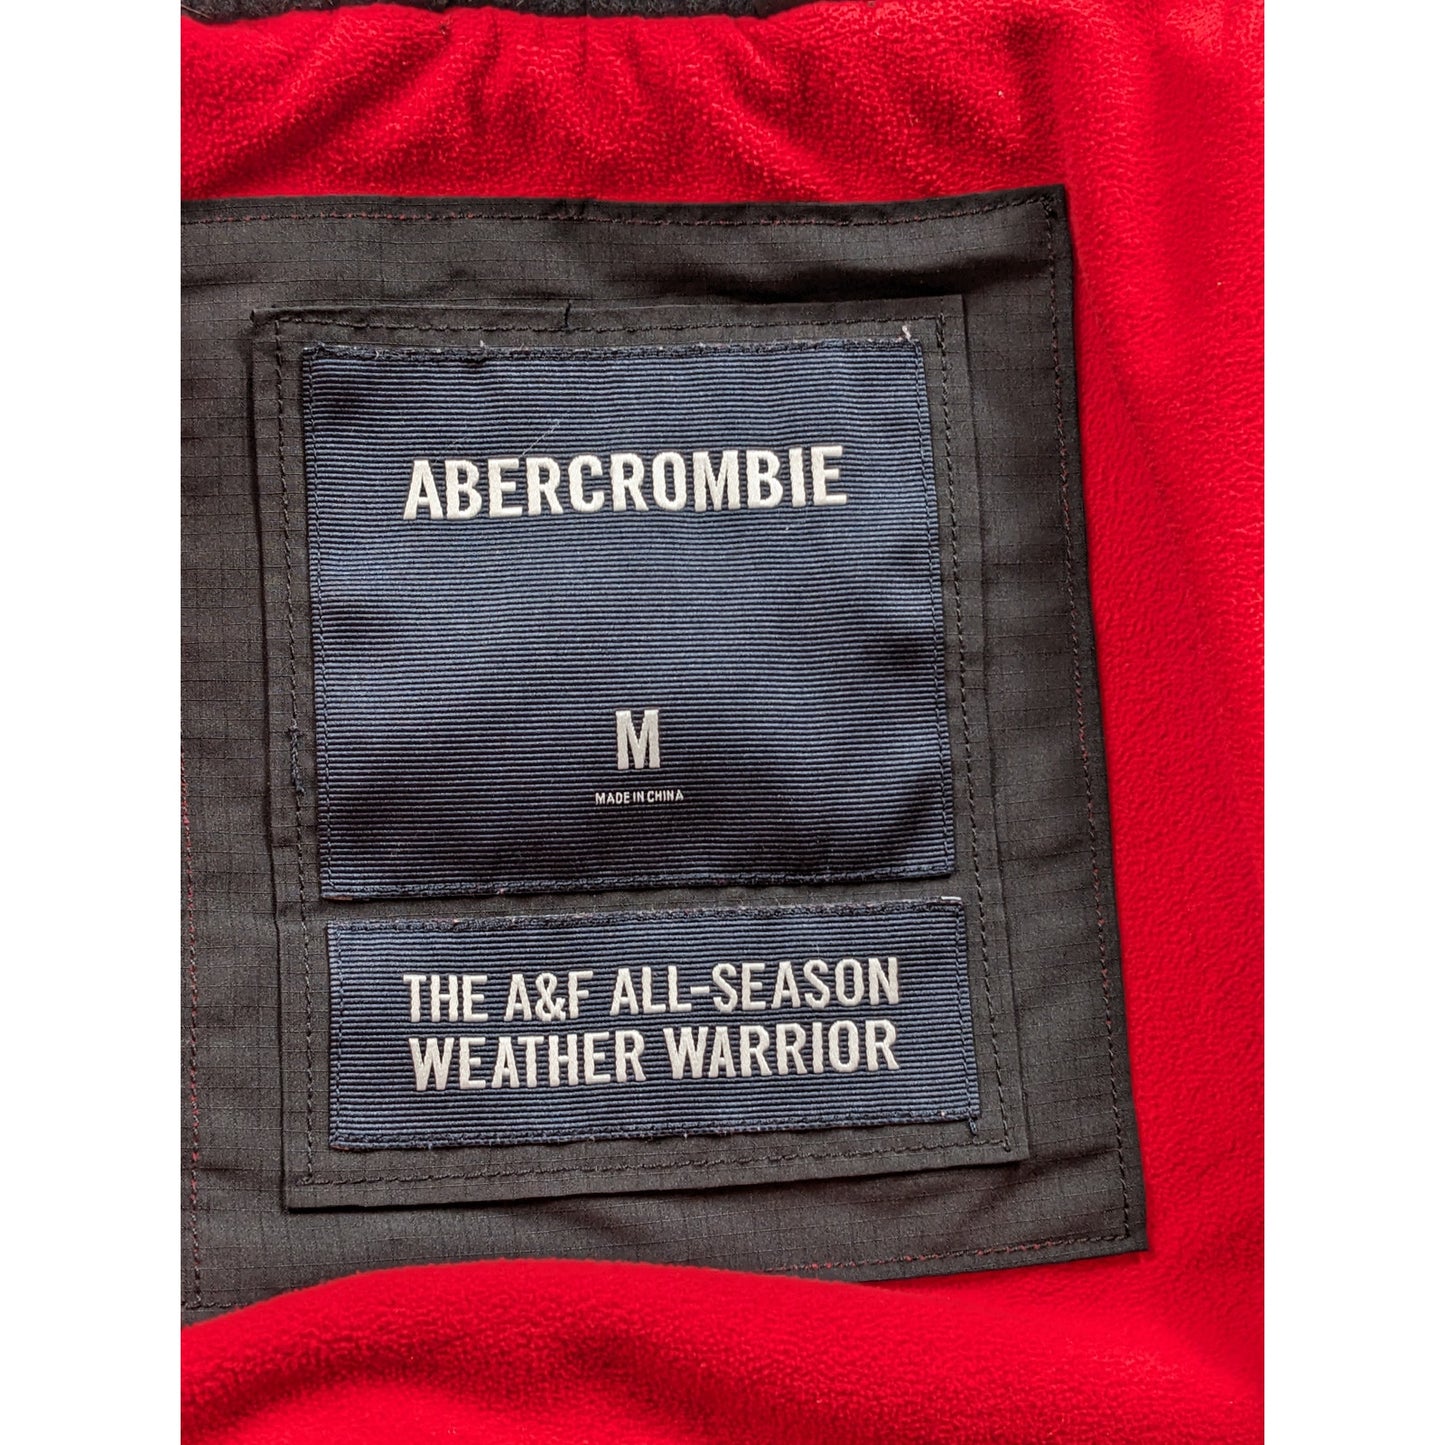 ABERCROMBIE
M
MADE IN CHINA
THE A&F ALL-SEASON
WEATHER WARRIOR